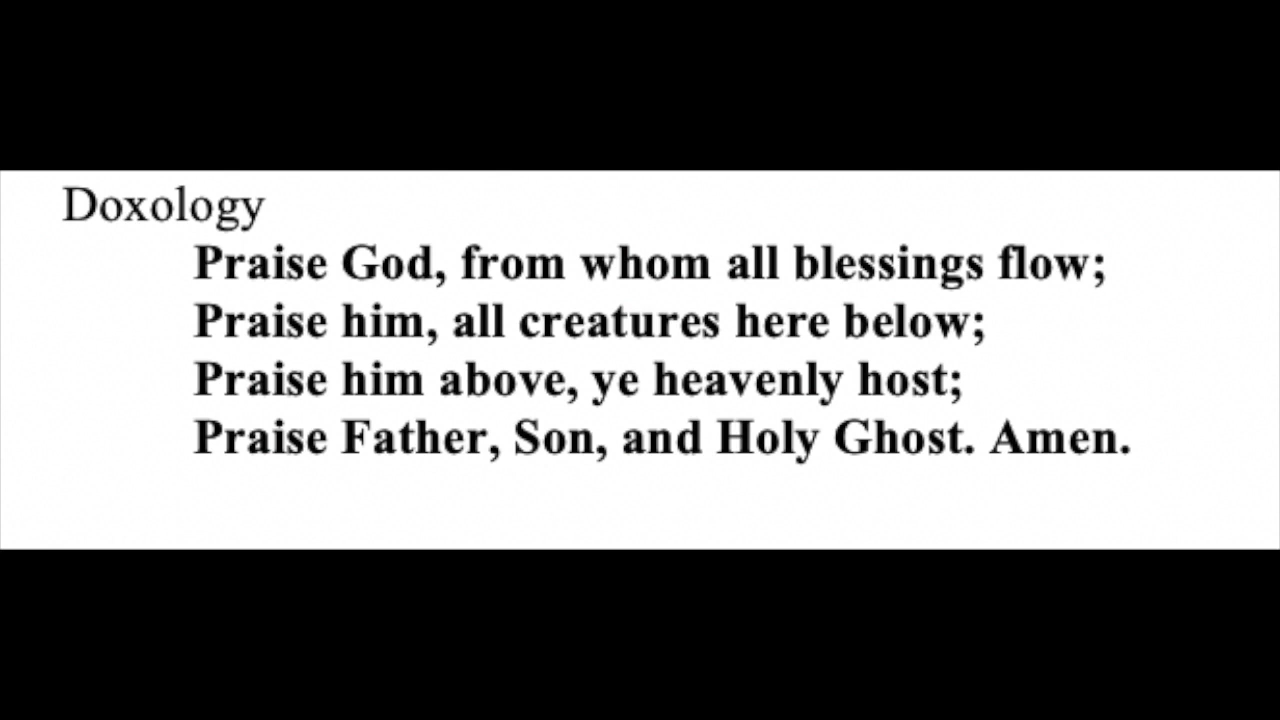 Doxology
Praise God, from whom all blessings flow;
Praise him, all creatures here below;
Praise him above, ye heavenly host;
Praise Father, Son, and Holy Ghost. Amen.